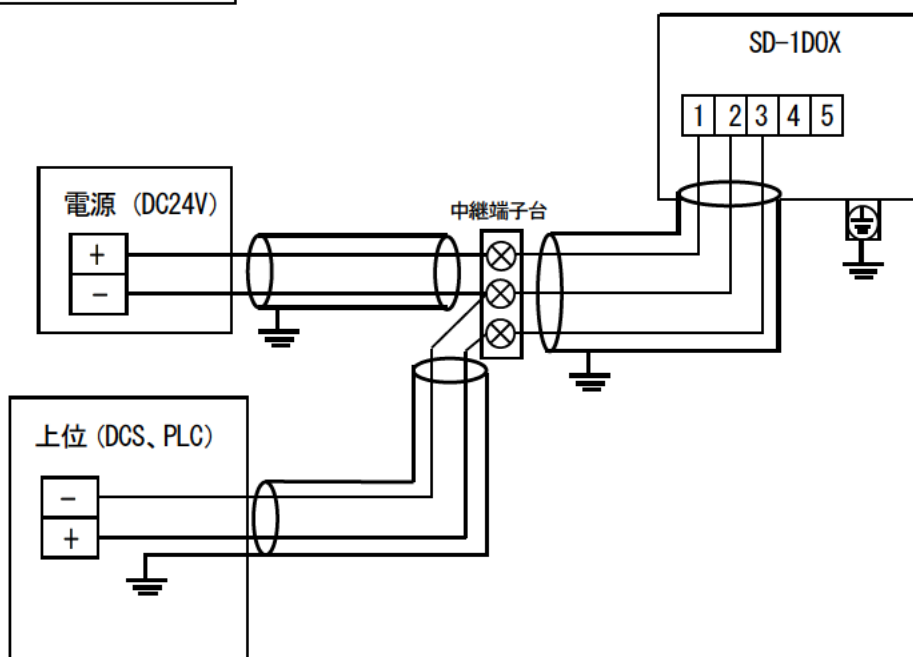 SD-1DOX
1 2 3 4 5
電源 (DC24V)
+
-
中継端子台
上位 (DCS、PLC)
-
+